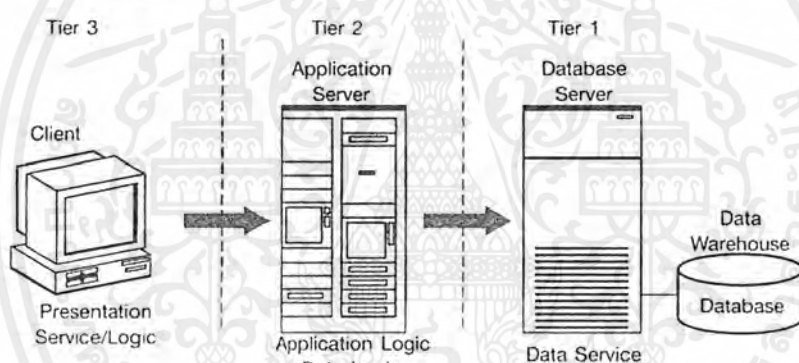 Tier 3
Tier 2
Tier 1
Application
Server
Database
Server
Client
Data
Warehouse
Database
Presentation
Service/Logic
Application Logic
Data Service